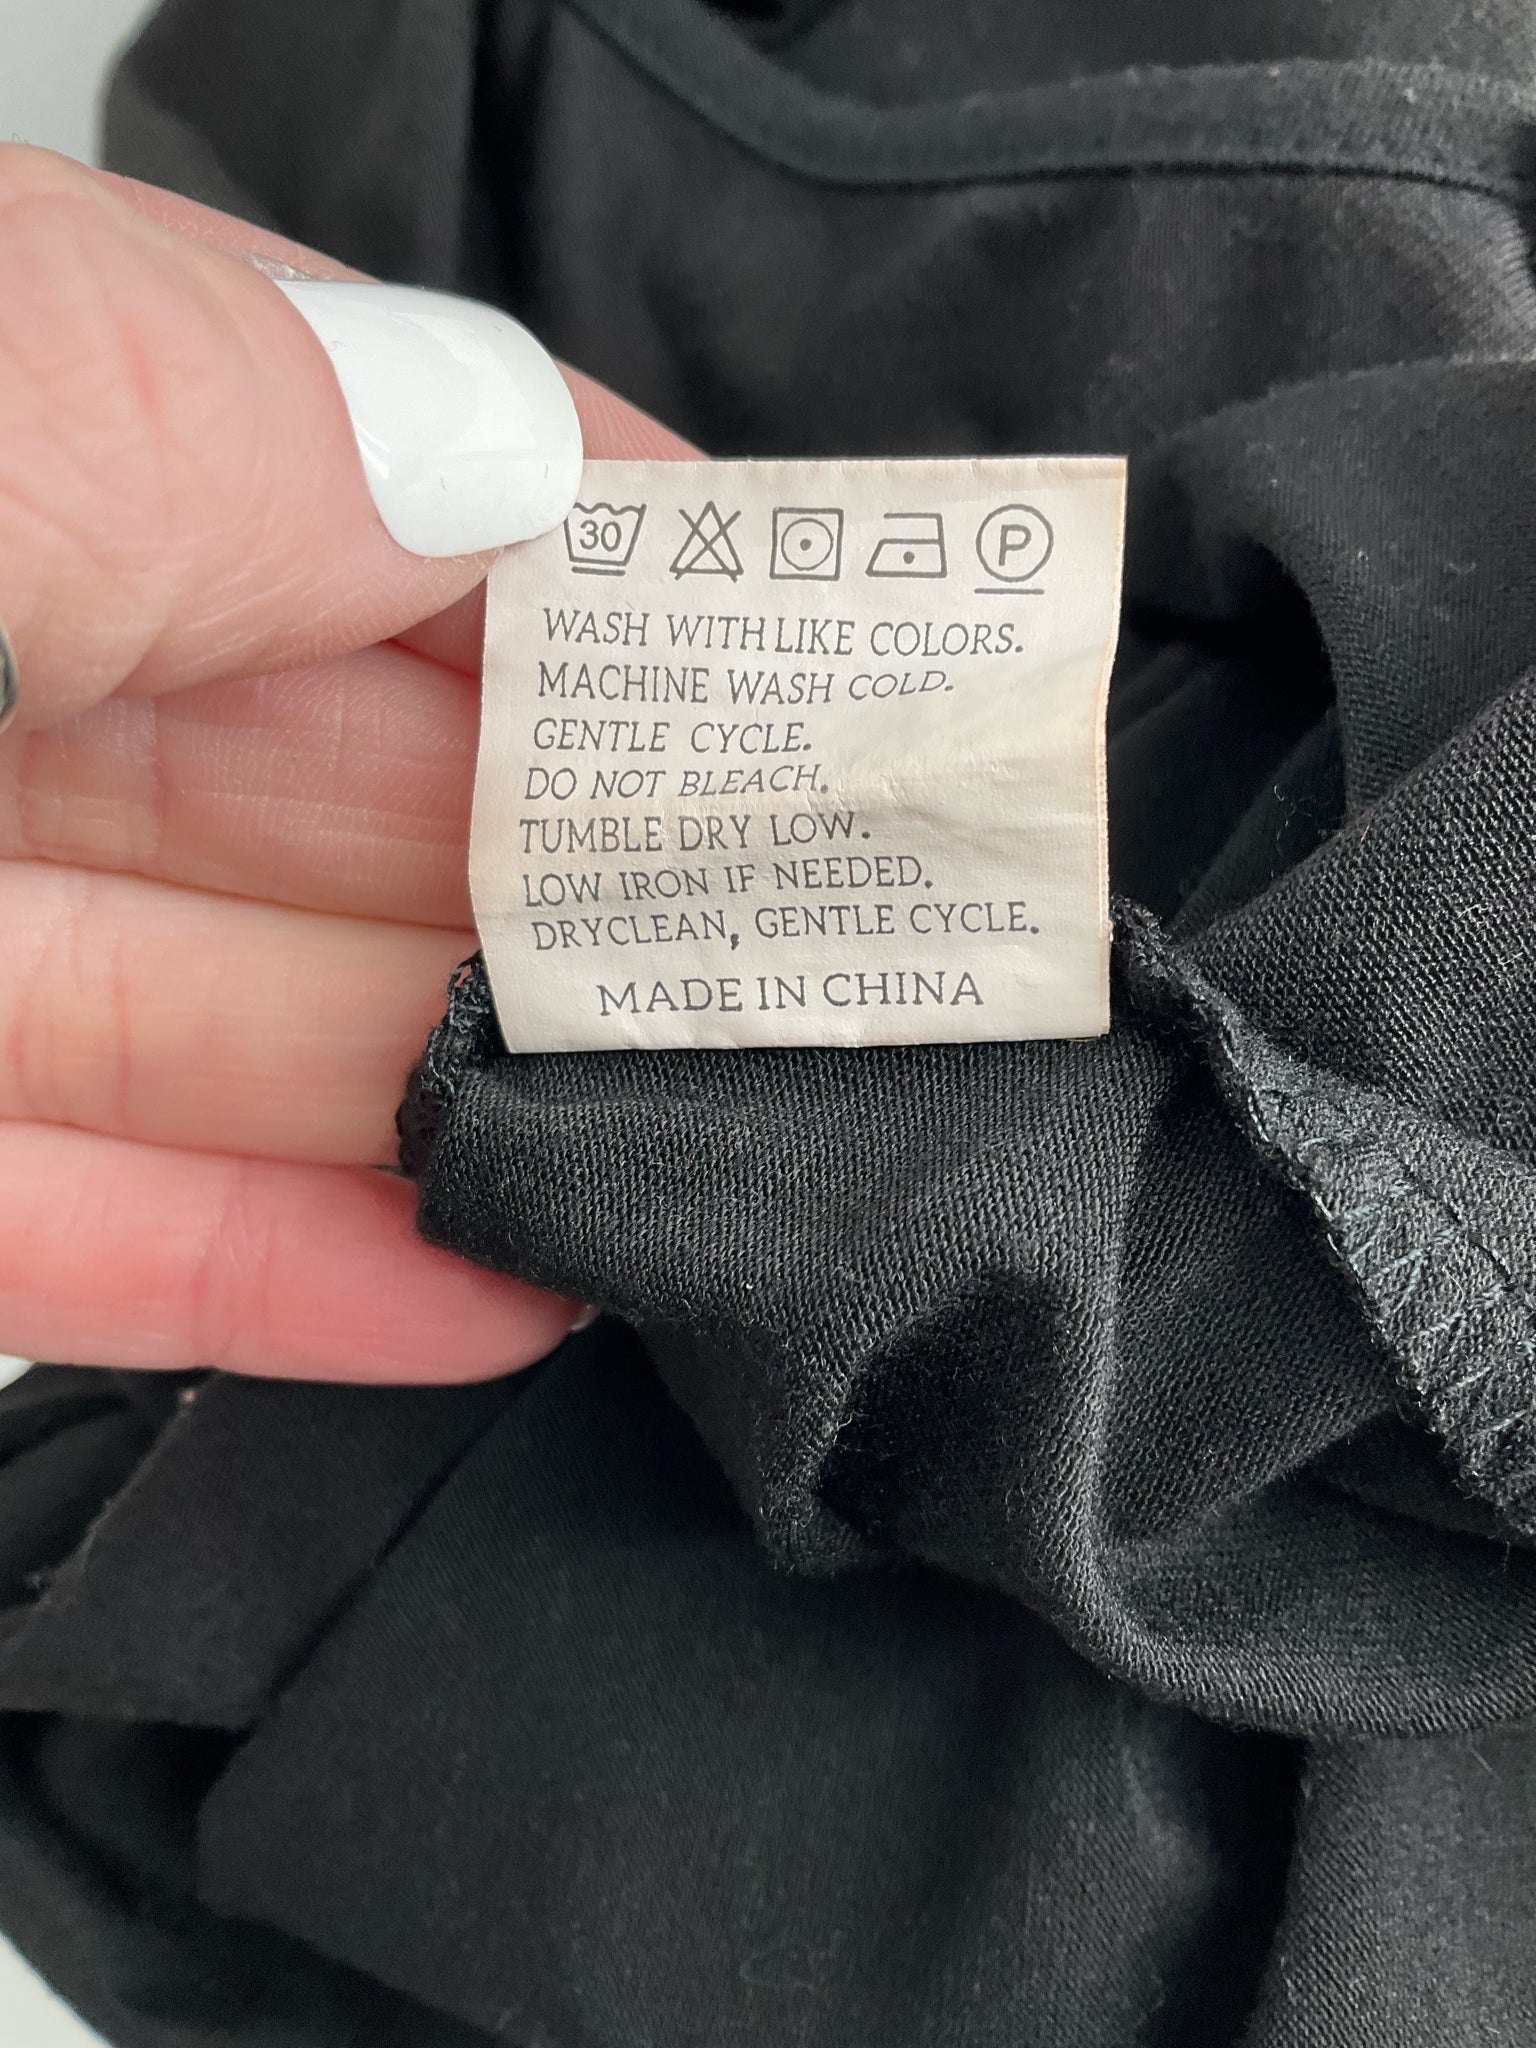 30 P
WASH WITH LIKE COLORS.
MACHINE WASH COLD.
GENTLE CYCLE.
DO NOT BLEACH.
TUMBLE DRY LOW.
LOW IRON IF NEEDED.
DRYCLEAN, GENTLE CYCLE.
MADE IN CHINA